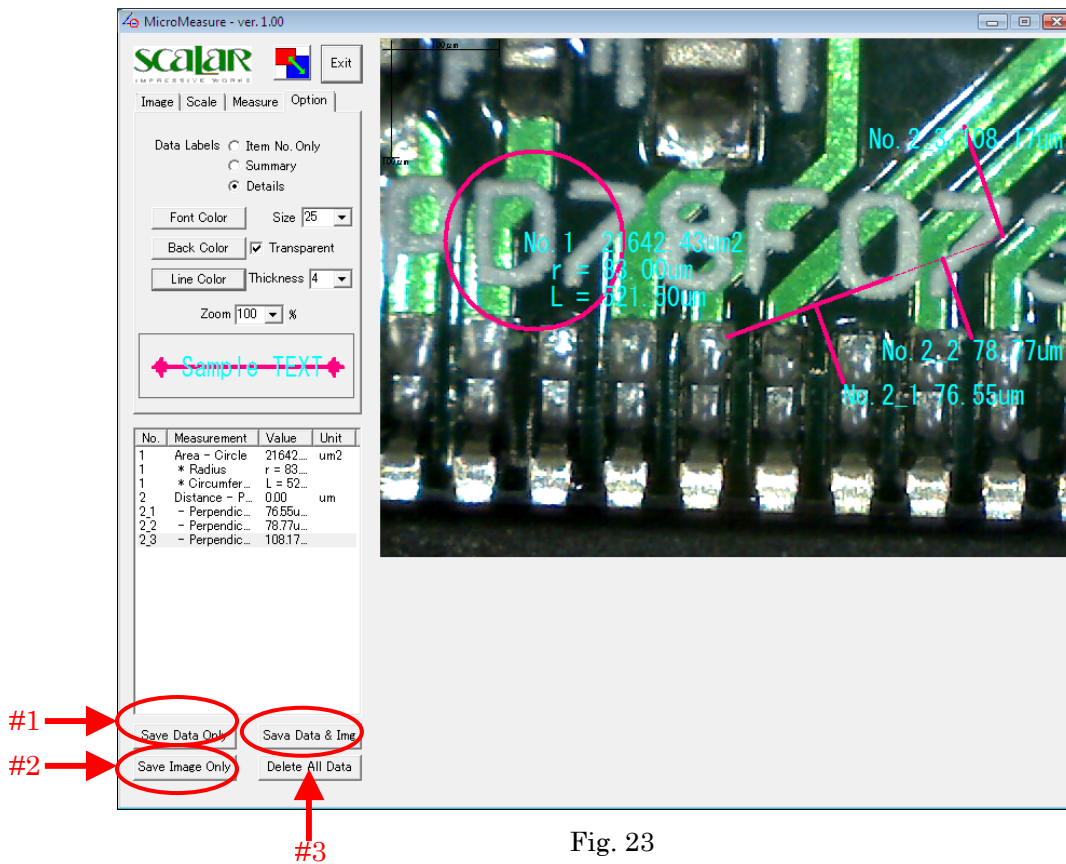 MicroMeasure - ver. 1.00
scalar
IMPRESSIVE WORKS
Exit
Image Scale Measure Option
Data Labels Item No. Only
Summary
Details
Font Color Size 25
Back Color Transparent
Line Color Thickness 4
Zoom 100 %
Sample TEXT
No. Measurement Value Unit
1 Area - Circle 21642... um2
1 * Radius r = 83....
1 * Circumfer... L = 52...
2 Distance - P... 0.00 um
2_1 - Perpendic... 76.55u...
2_2 - Perpendic... 78.77u...
2_3 - Perpendic... 108.17...
Save Data Only Sava Data & Img
Save Image Only Delete All Data
100um
100um
No. 2_3 108.17um
D78F078
No. 1 21642.43um2
r = 83.00um
L = 521.50um
No. 2_2 78.77um
No. 2_1 76.55um
#1
#2
#3
Fig. 23